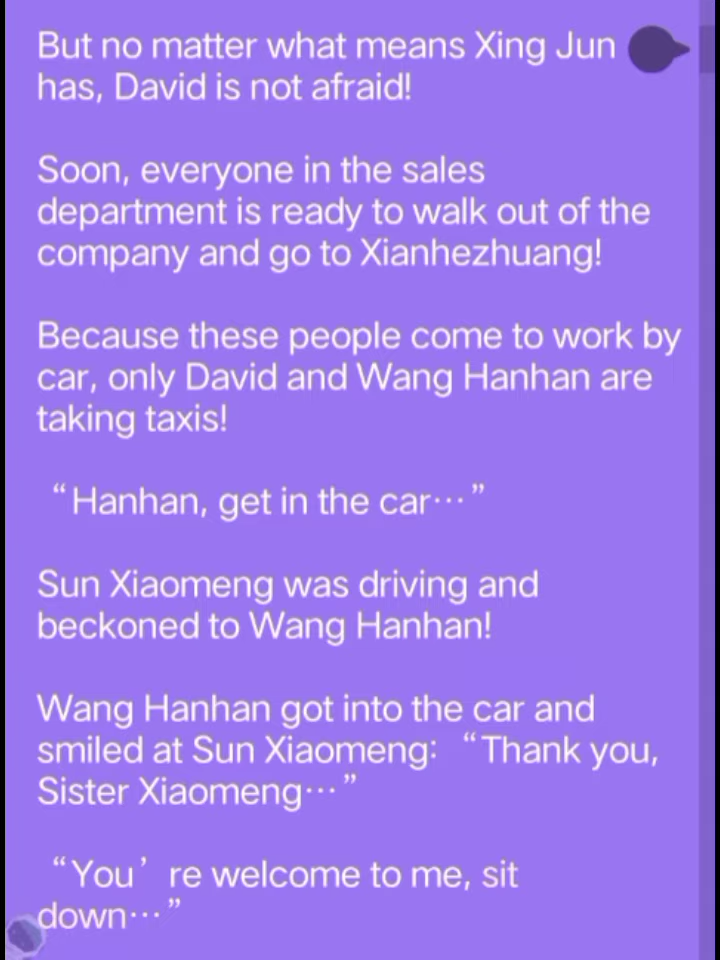 But no matter what means Xing Jun
has, David is not afraid!
Soon, everyone in the sales
department is ready to walk out of the
company and go to Xianhezhuang!
Because these people come to work by
car, only David and Wang Hanhan are
taking taxis!
“Hanhan, get in the car…”
Sun Xiaomeng was driving and
beckoned to Wang Hanhan!
Wang Hanhan got into the car and
smiled at Sun Xiaomeng: “Thank you,
Sister Xiaomeng…”
“You’re welcome to me, sit
down…”